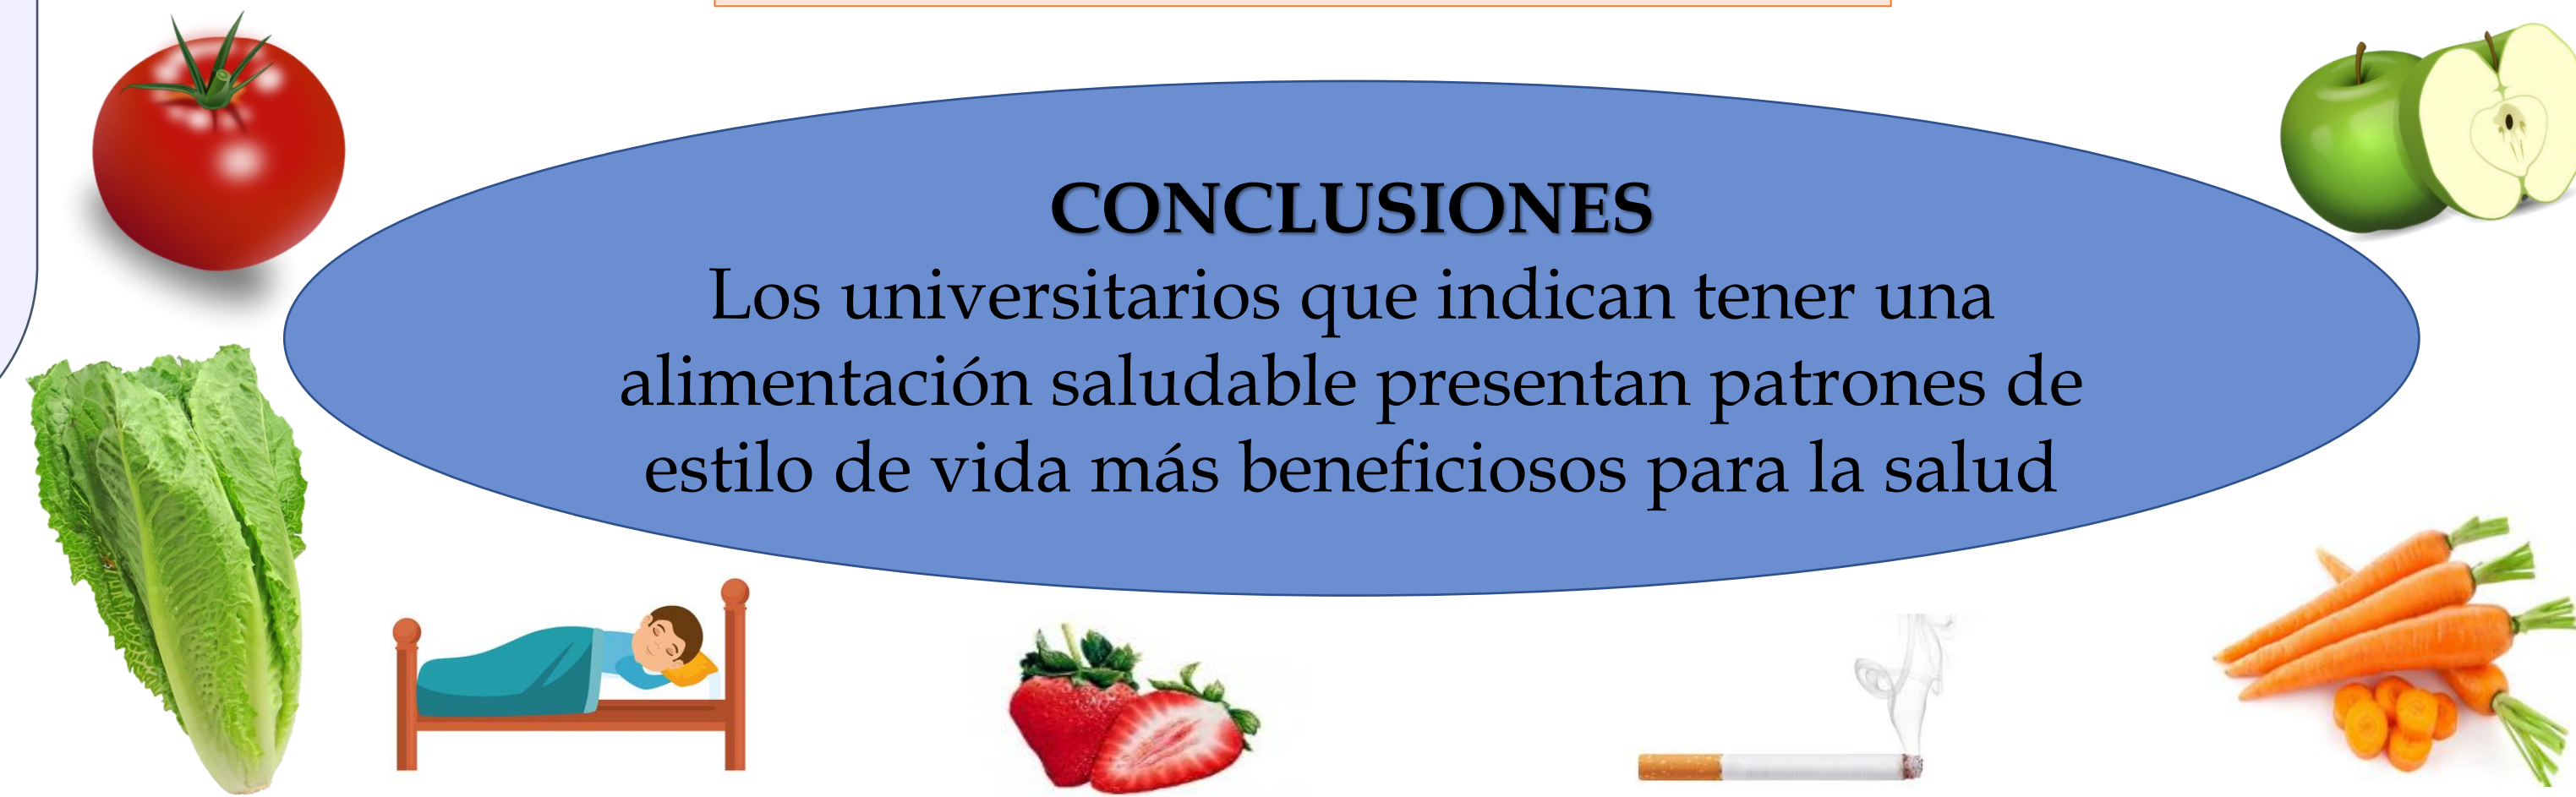 CONCLUSIONES
Los universitarios que indican tener una
alimentación saludable presentan patrones de
estilo de vida más beneficiosos para la salud